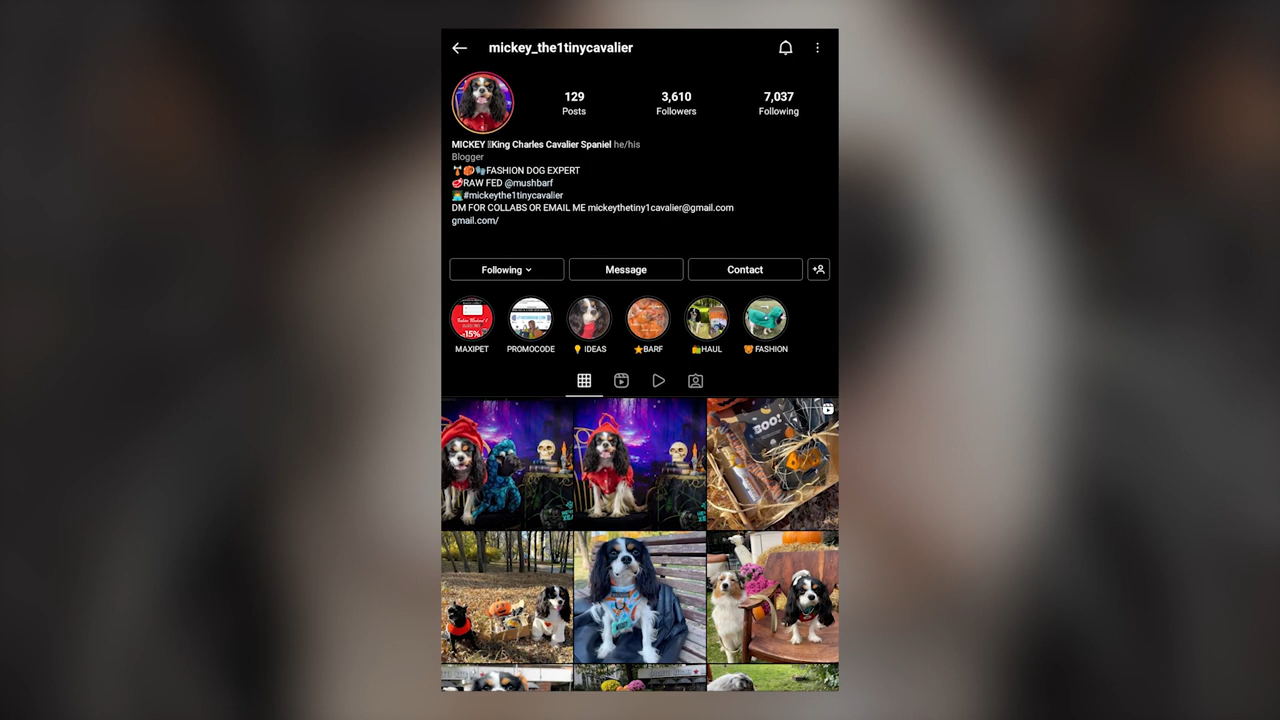 mickey_the1tinycavalier
129
3,610
7,037
Posts
Followers
Following
MICKEY King Charles Cavalier Spaniel he/his
Blogger
FASHION DOG EXPERT
RAW FED @mushbarf
#mickeythe1tinycavalier
DM FOR COLLABS OR EMAIL ME mickeythetiny1cavalier@gmail.com
gmail.com/
Following
Message
Contact
-15%
MAXIPET
PROMOCODE
IDEAS
BARF
HAUL
FASHION
BOO!